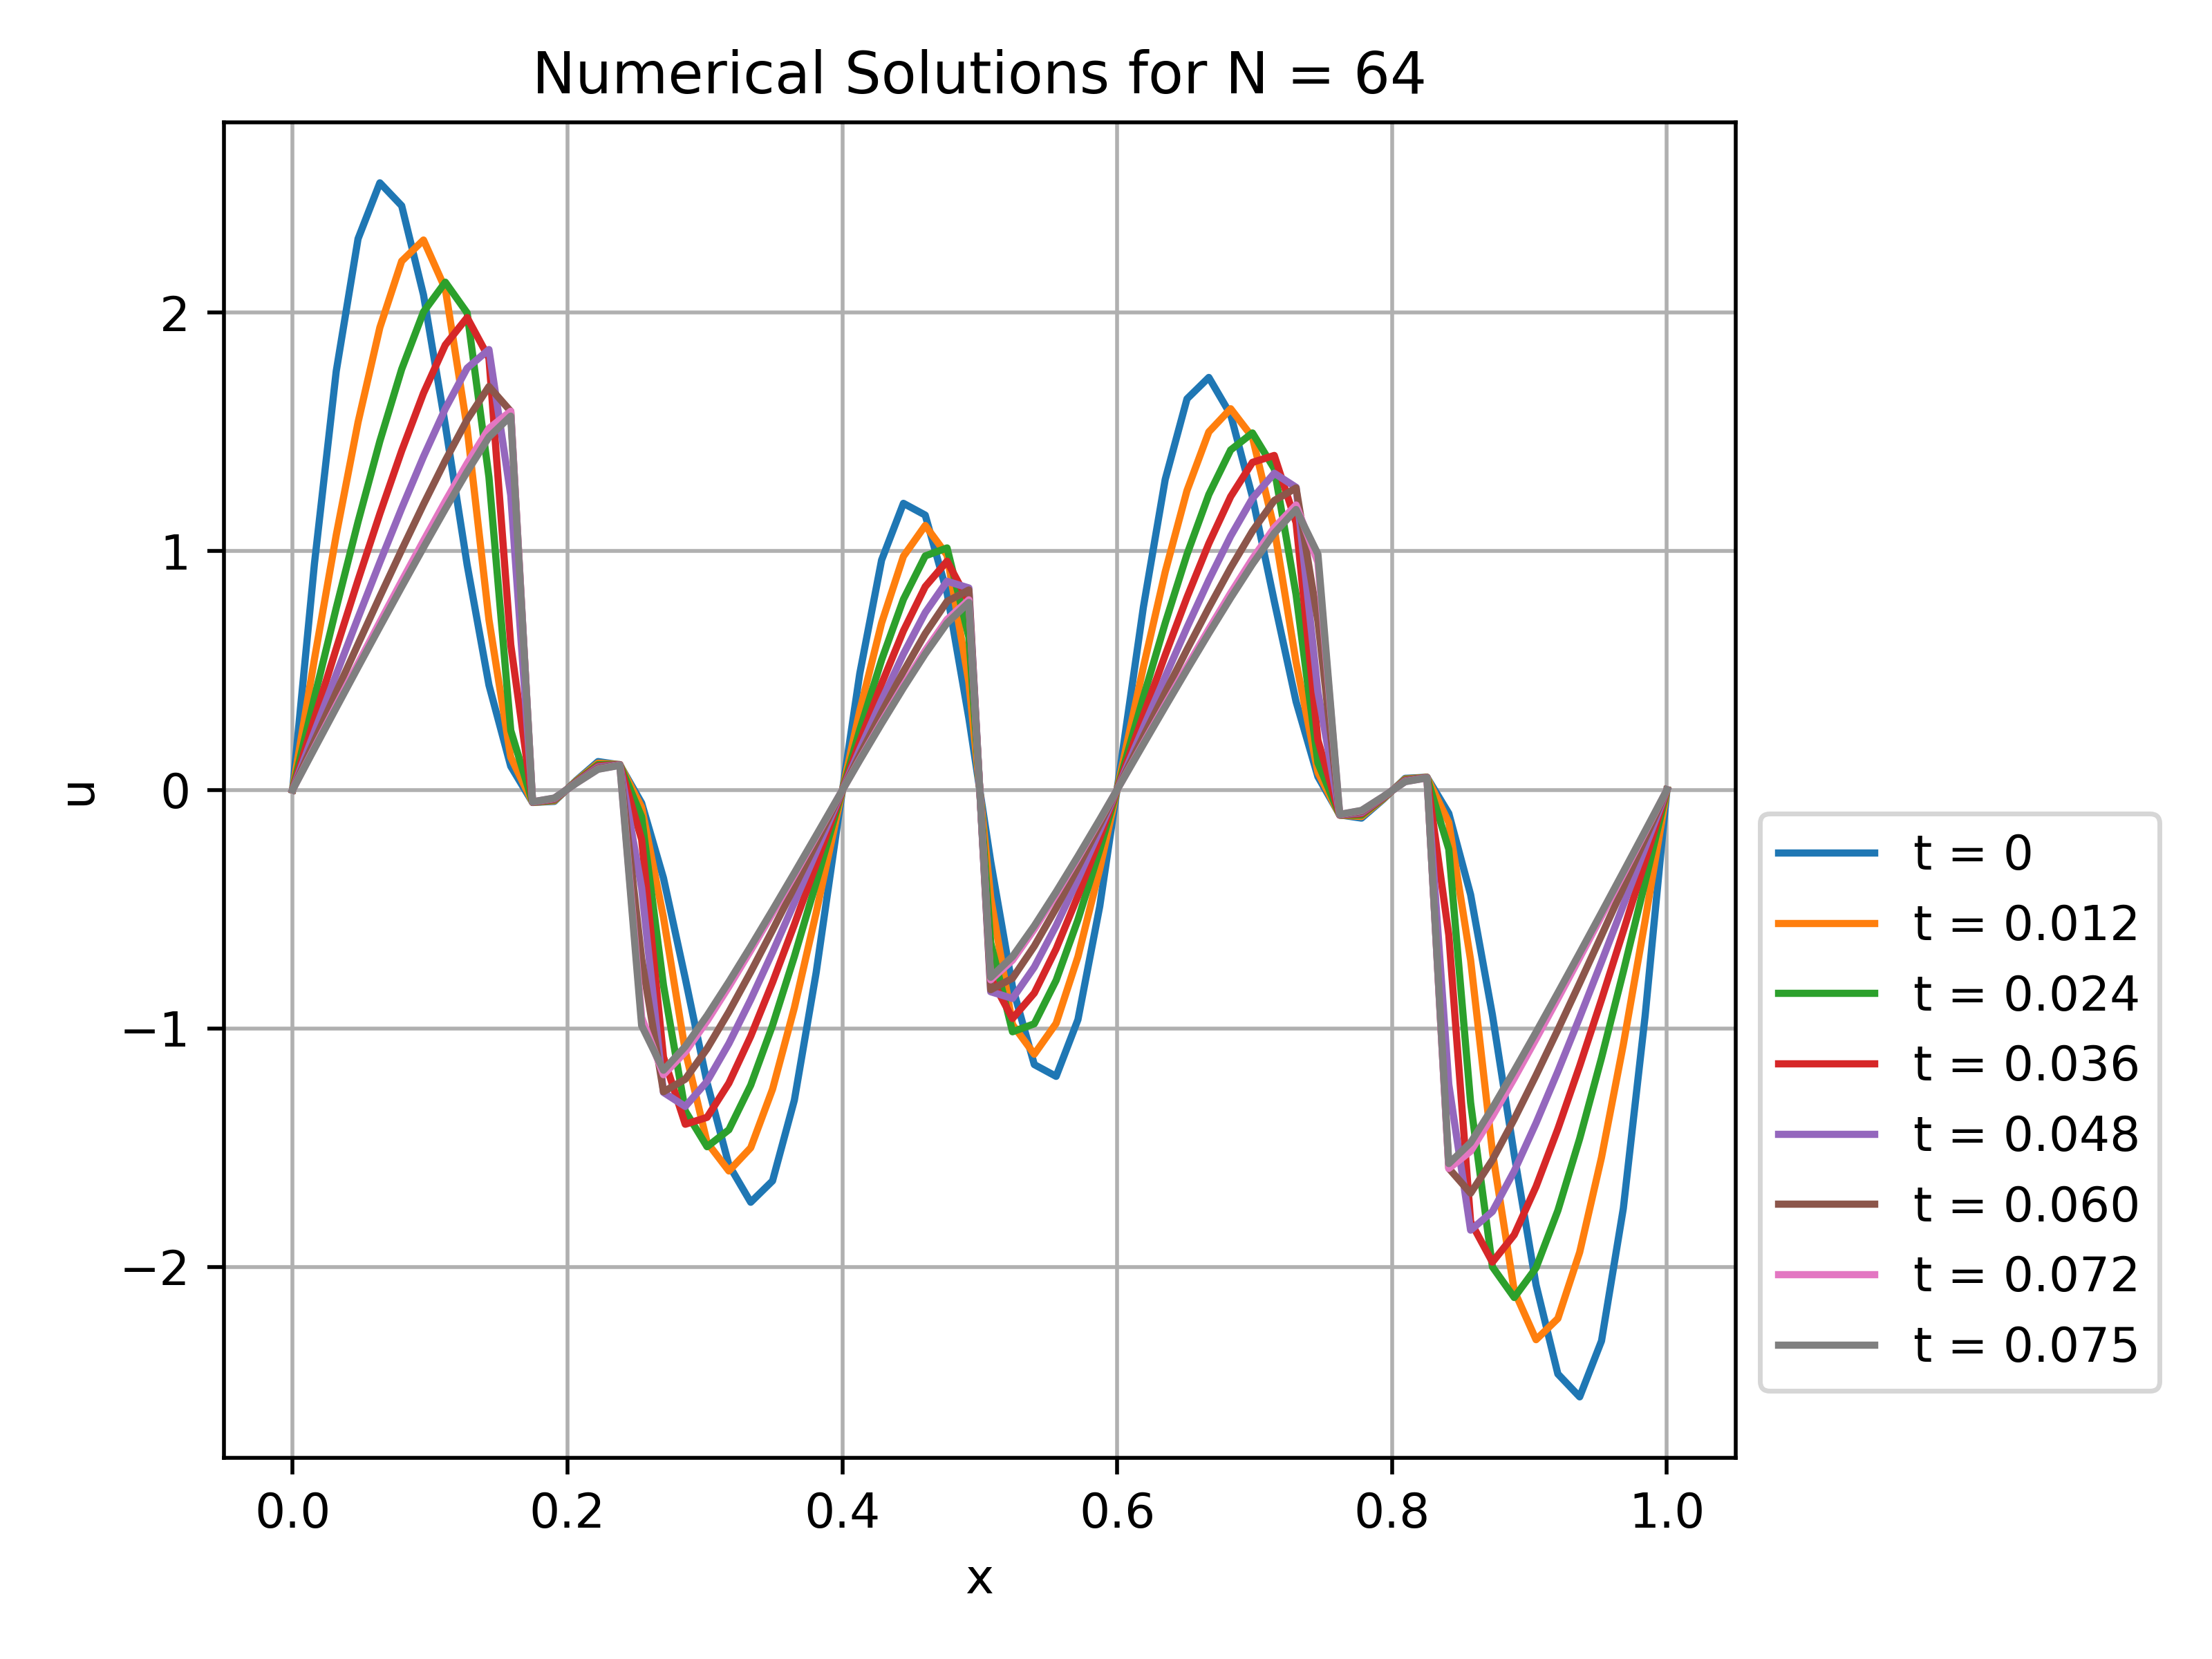 Numerical Solutions for N = 64
u
2
1
0
−1
−2
0.0 0.2 0.4 0.6 0.8 1.0
x
t = 0
t = 0.012
t = 0.024
t = 0.036
t = 0.048
t = 0.060
t = 0.072
t = 0.075